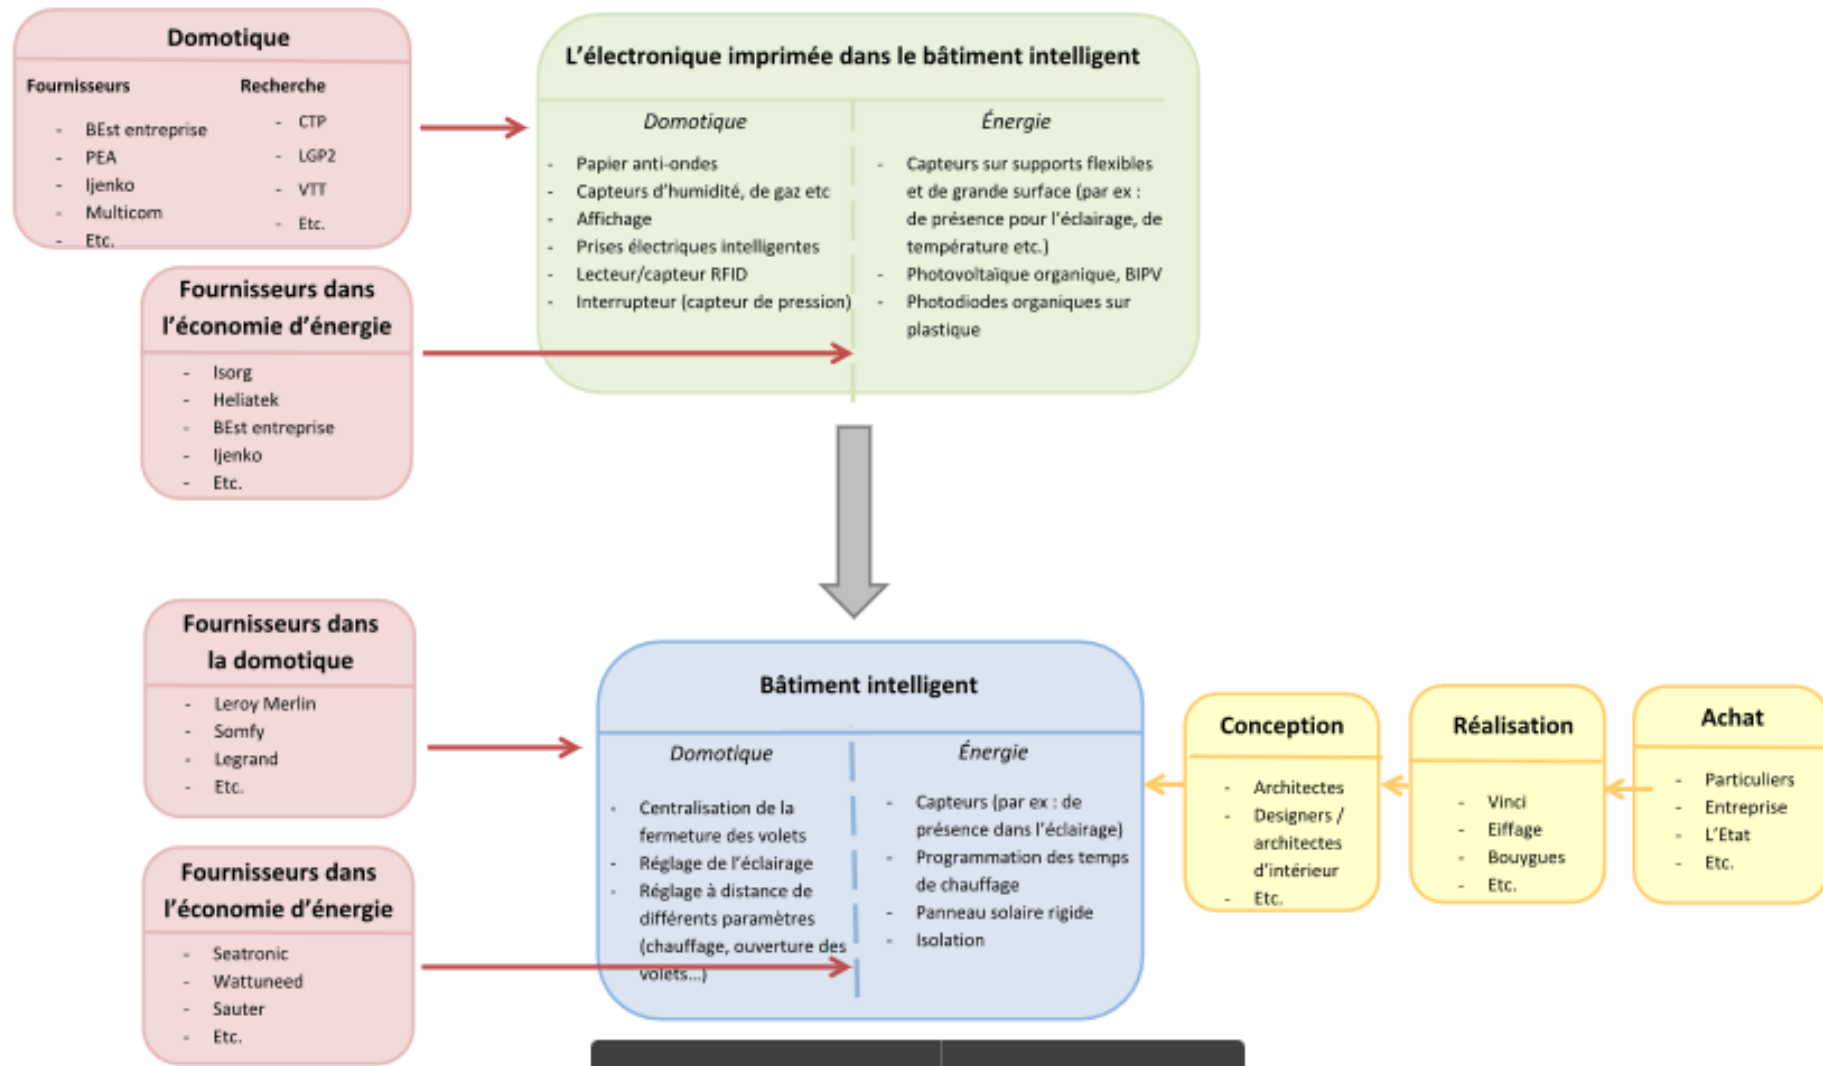 Domotique
Fournisseurs
- BEst entreprise
- PEA
- Ijenko
- Multicom
- Etc.
Recherche
- CTP
- LGP2
- VTT
- Etc.
L'électronique imprimée dans le bâtiment intelligent
Domotique
- Papier anti-ondes
- Capteurs d'humidité, de gaz etc
- Affichage
- Prises électriques intelligentes
- Lecteur/capteur RFID
- Interrupteur (capteur de pression)
Énergie
- Capteurs sur supports flexibles
et de grande surface (par ex :
de présence pour l'éclairage, de
température etc.)
- Photovoltaïque organique, BIPV
- Photodiodes organiques sur
plastique
Fournisseurs dans
l'économie d'énergie
- Isorg
- Heliatek
- BEst entreprise
- Ijenko
- Etc.
Fournisseurs dans
la domotique
- Leroy Merlin
- Somfy
- Legrand
- Etc.
Fournisseurs dans
l'économie d'énergie
- Seatronic
- Wattuneed
- Sauter
- Etc.
Bâtiment intelligent
Domotique
- Centralisation de la
fermeture des volets
- Réglage de l'éclairage
- Réglage à distance de
différents paramètres
(chauffage, ouverture des
volets...)
Énergie
- Capteurs (par ex : de
présence dans l'éclairage)
- Programmation des temps
de chauffage
- Panneau solaire rigide
- Isolation
Conception
- Architectes
- Designers /
architectes
d'intérieur
- Etc.
Réalisation
- Vinci
- Eiffage
- Bouygues
- Etc.
Achat
- Particuliers
- Entreprise
- L'Etat
- Etc.